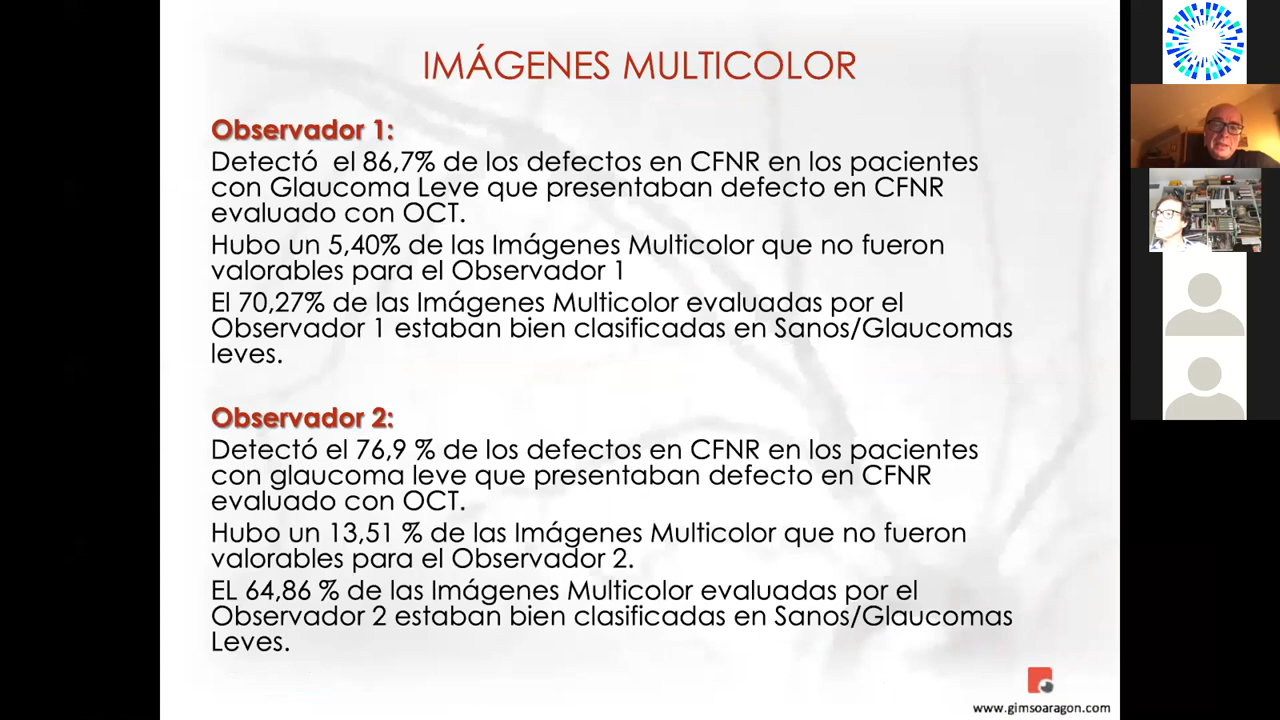 IMÁGENES MULTICOLOR
Observador 1:
Detectó el 86,7% de los defectos en CFNR en los pacientes
con Glaucoma Leve que presentaban defecto en CFNR
evaluado con OCT.
Hubo un 5,40% de las Imágenes Multicolor que no fueron
valorables para el Observador 1
El 70,27% de las Imágenes Multicolor evaluadas por el
Observador 1 estaban bien clasificadas en Sanos/Glaucomas
leves.
Observador 2:
Detectó el 76,9 % de los defectos en CFNR en los pacientes
con glaucoma leve que presentaban defecto en CFNR
evaluado con OCT.
Hubo un 13,51 % de las Imágenes Multicolor que no fueron
valorables para el Observador 2.
EL 64,86 % de las Imágenes Multicolor evaluadas por el
Observador 2 estaban bien clasificadas en Sanos/Glaucomas
Leves.
www.gimsoaragon.com